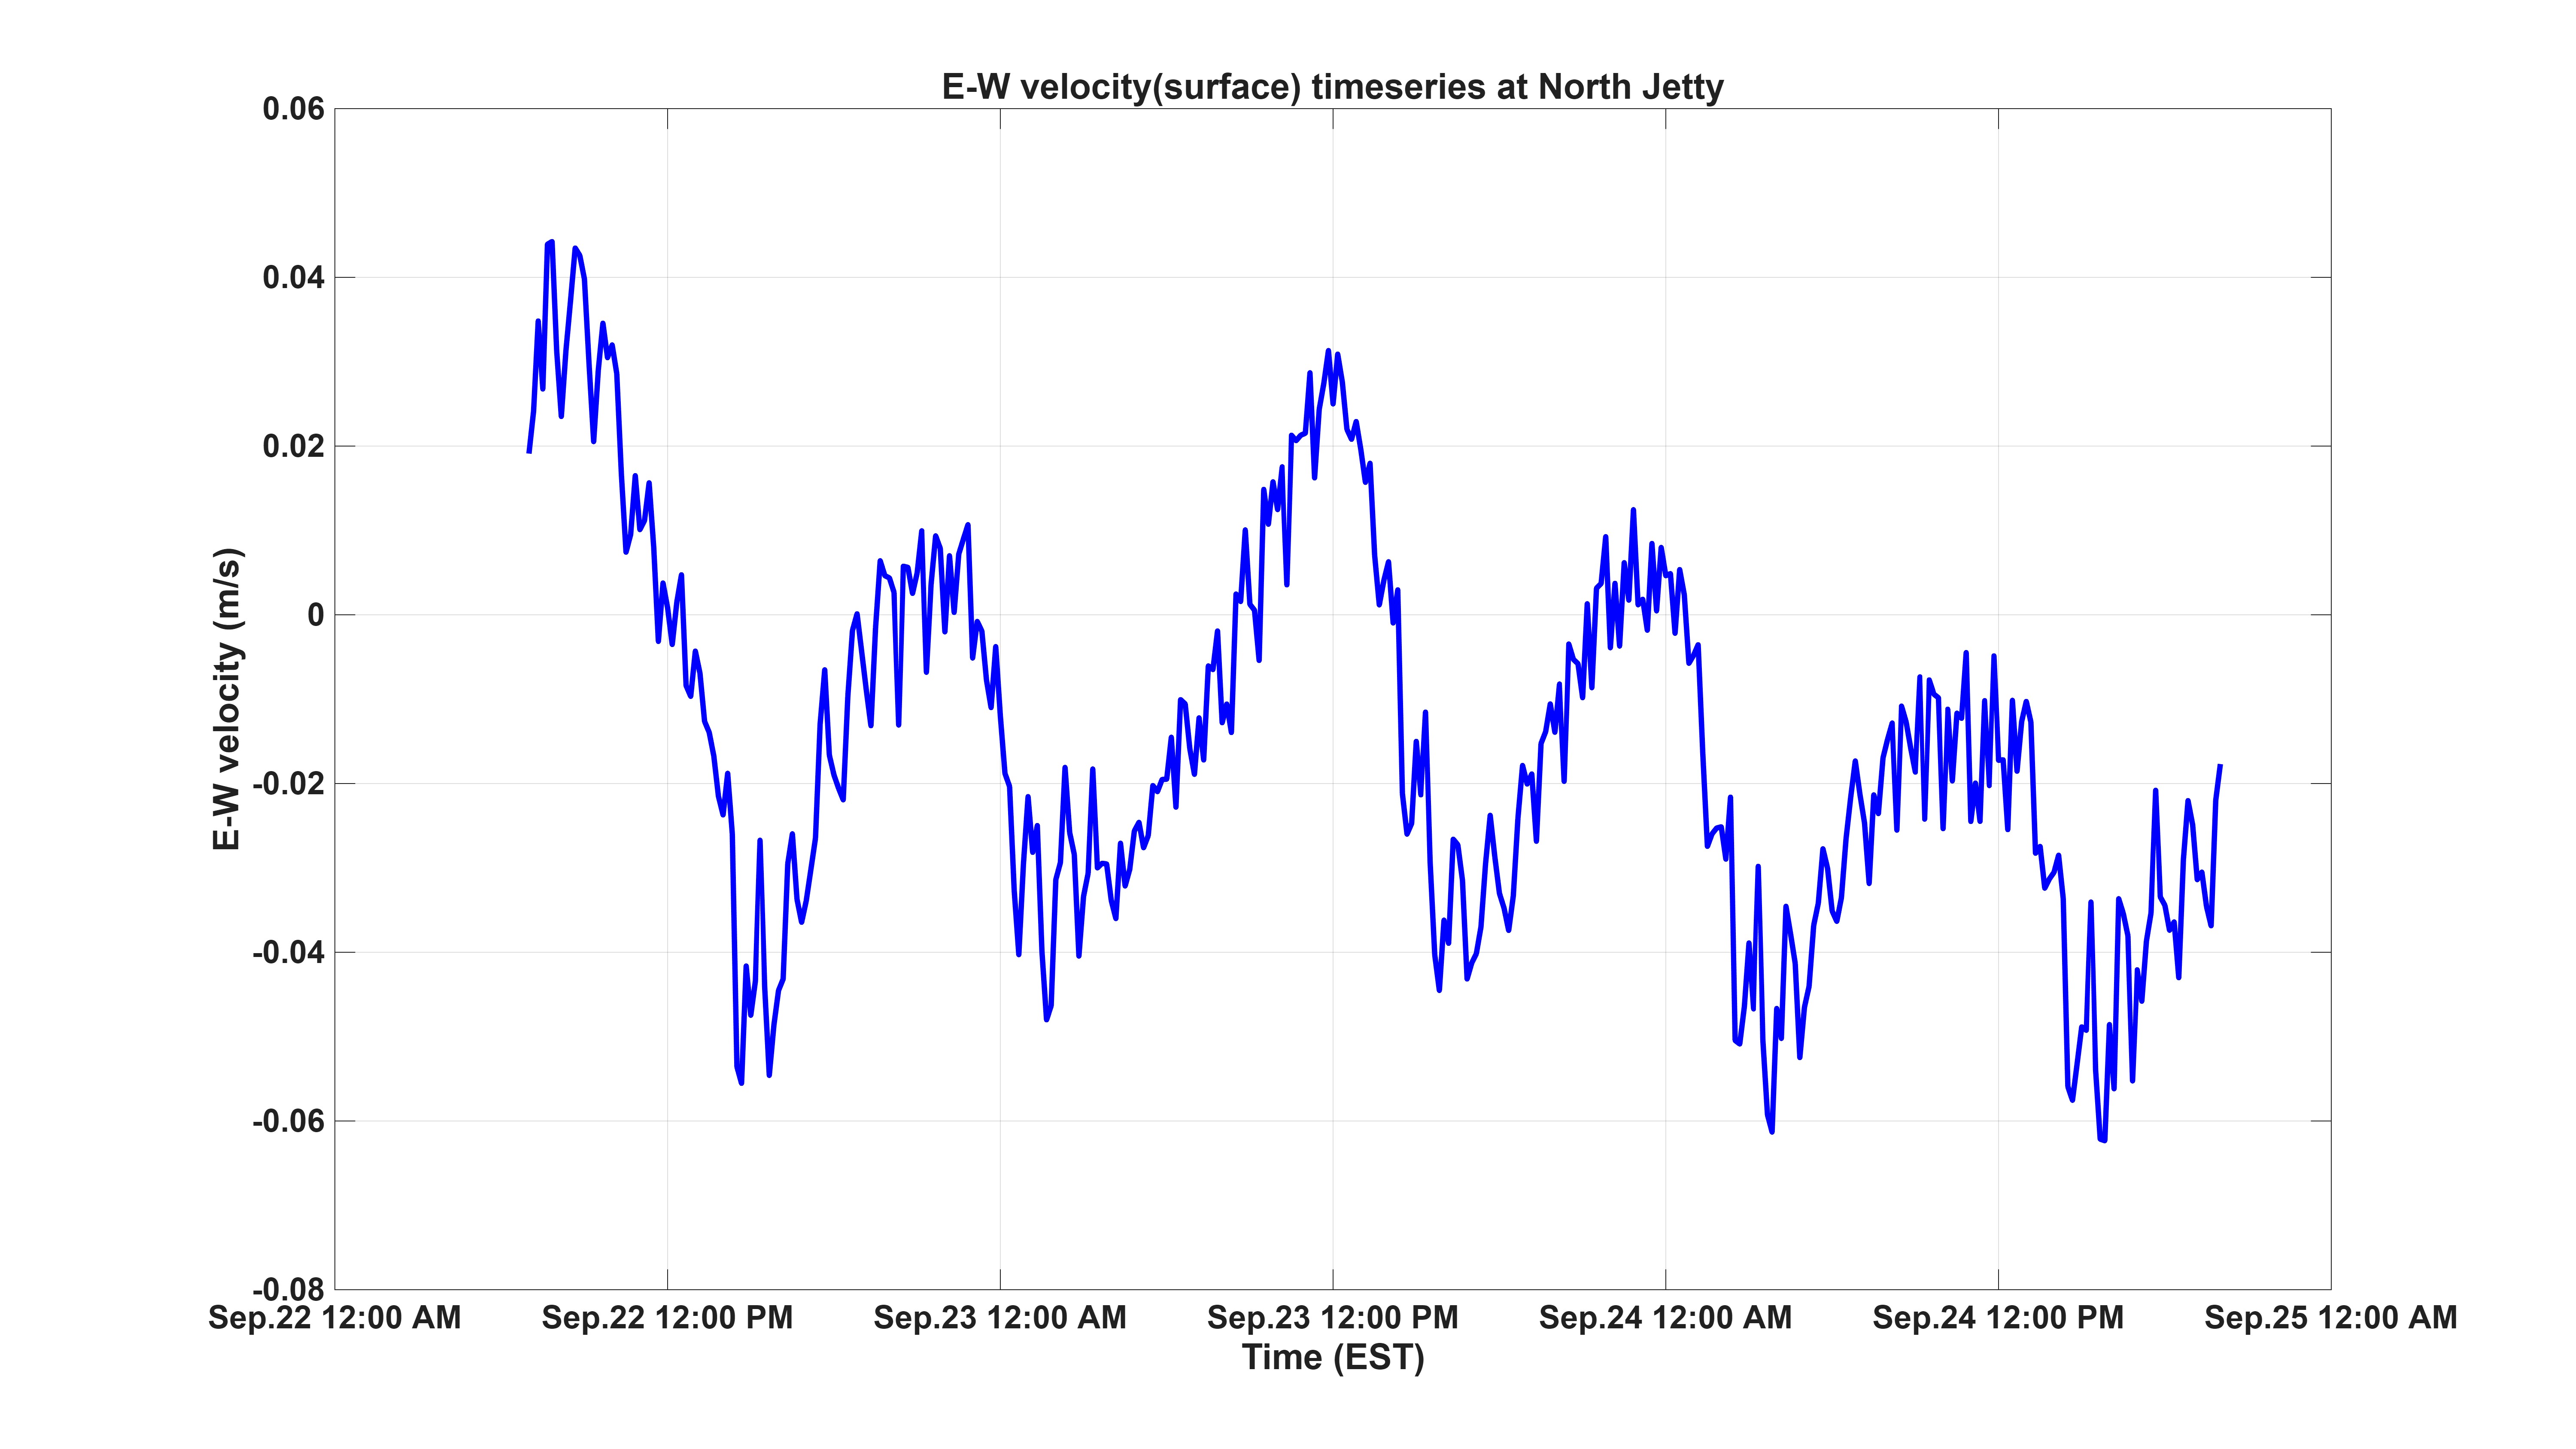 E-W velocity(surface) timeseries at North Jetty
0.06
0.04
0.02
0
-0.02
-0.04
-0.06
-0.08
E-W velocity (m/s)
Sep.22 12:00 AM Sep.22 12:00 PM Sep.23 12:00 AM Sep.23 12:00 PM Sep.24 12:00 AM Sep.24 12:00 PM Sep.25 12:00 AM
Time (EST)